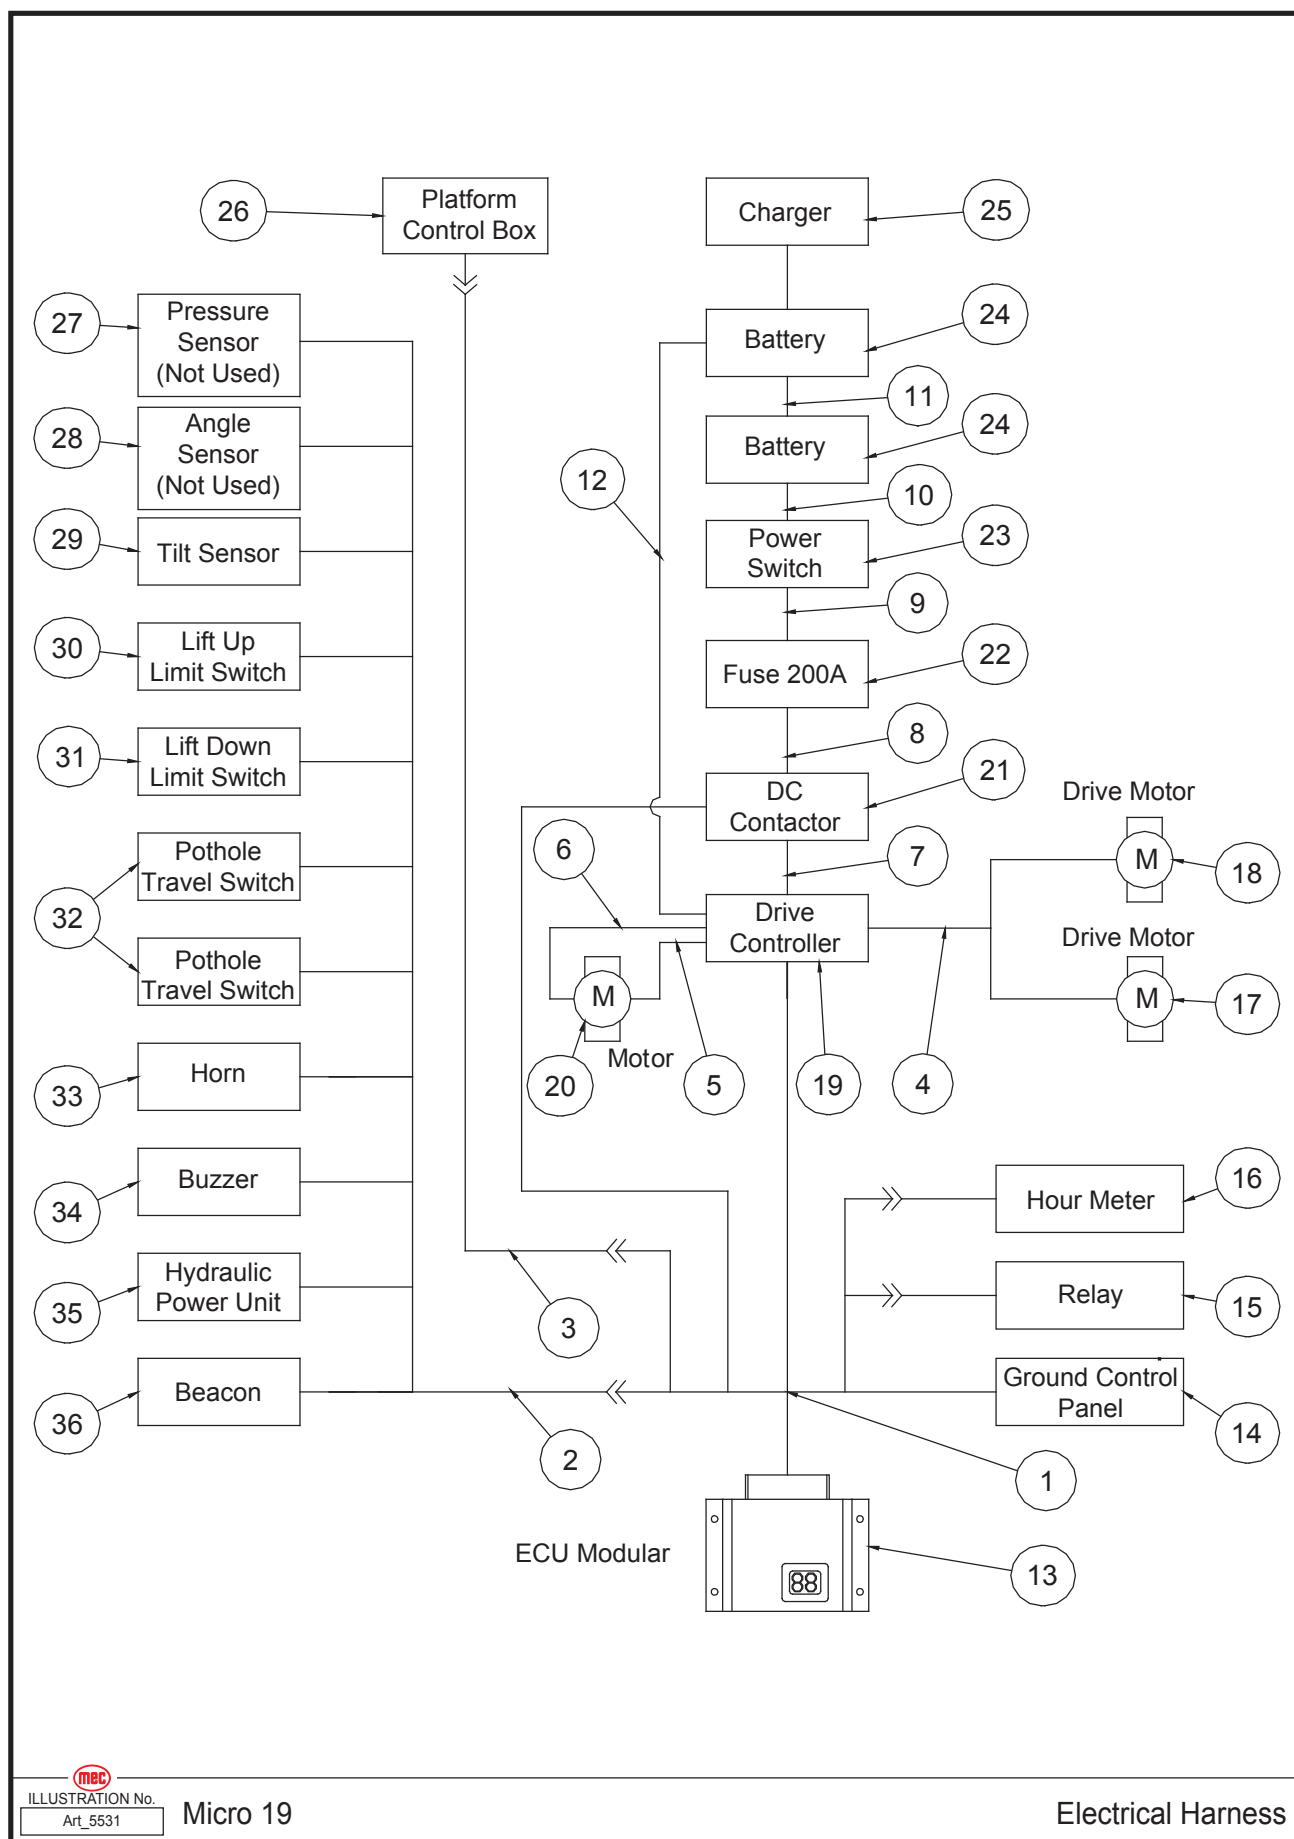 26
Platform
Control Box
Charger
25
27
Pressure
Sensor
(Not Used)
Battery
24
11
28
Angle
Sensor
(Not Used)
Battery
24
12
10
29
Tilt Sensor
Power
Switch
23
9
30
Lift Up
Limit Switch
Fuse 200A
22
8
31
Lift Down
Limit Switch
DC
Contactor
21
Drive Motor
6
7
M
18
32
Pothole
Travel Switch
Drive
Controller
Drive Motor
Pothole
Travel Switch
M
M
17
Motor
20
5
19
4
33
Horn
34
Buzzer
Hour Meter
16
35
Hydraulic
Power Unit
3
Relay
15
36
Beacon
Ground Control
Panel
14
2
1
ECU Modular
88
13
mec
ILLUSTRATION No.
Art_5531
Micro 19
Electrical Harness